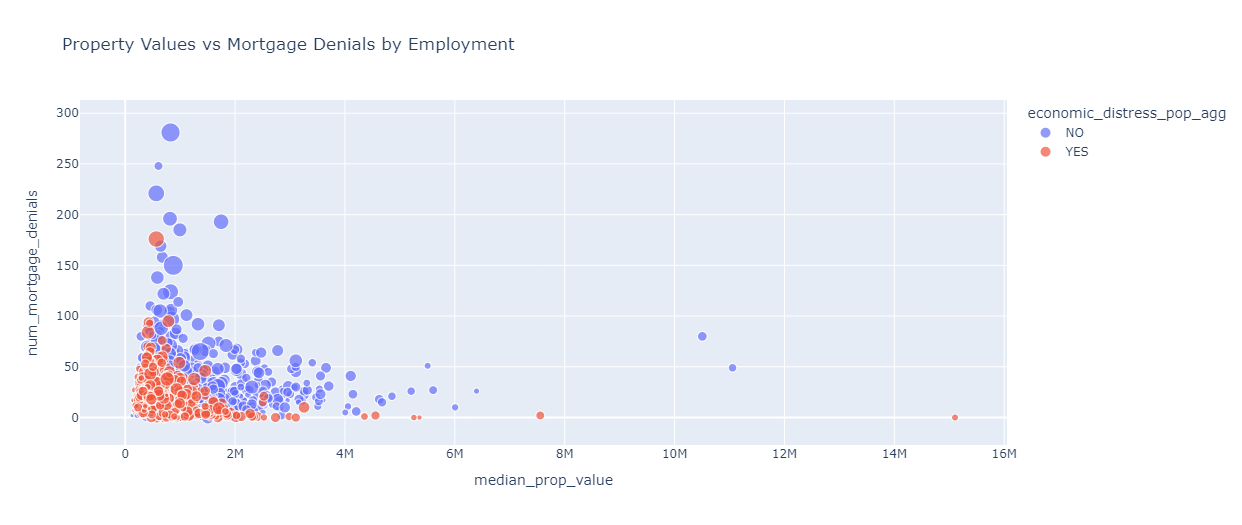 Property Values vs Mortgage Denials by Employment
economic_distress_pop_agg
NO
YES
num_mortgage_denials
300
250
200
150
100
50
0
0
2M
4M
6M
8M
10M
12M
14M
16M
median_prop_value